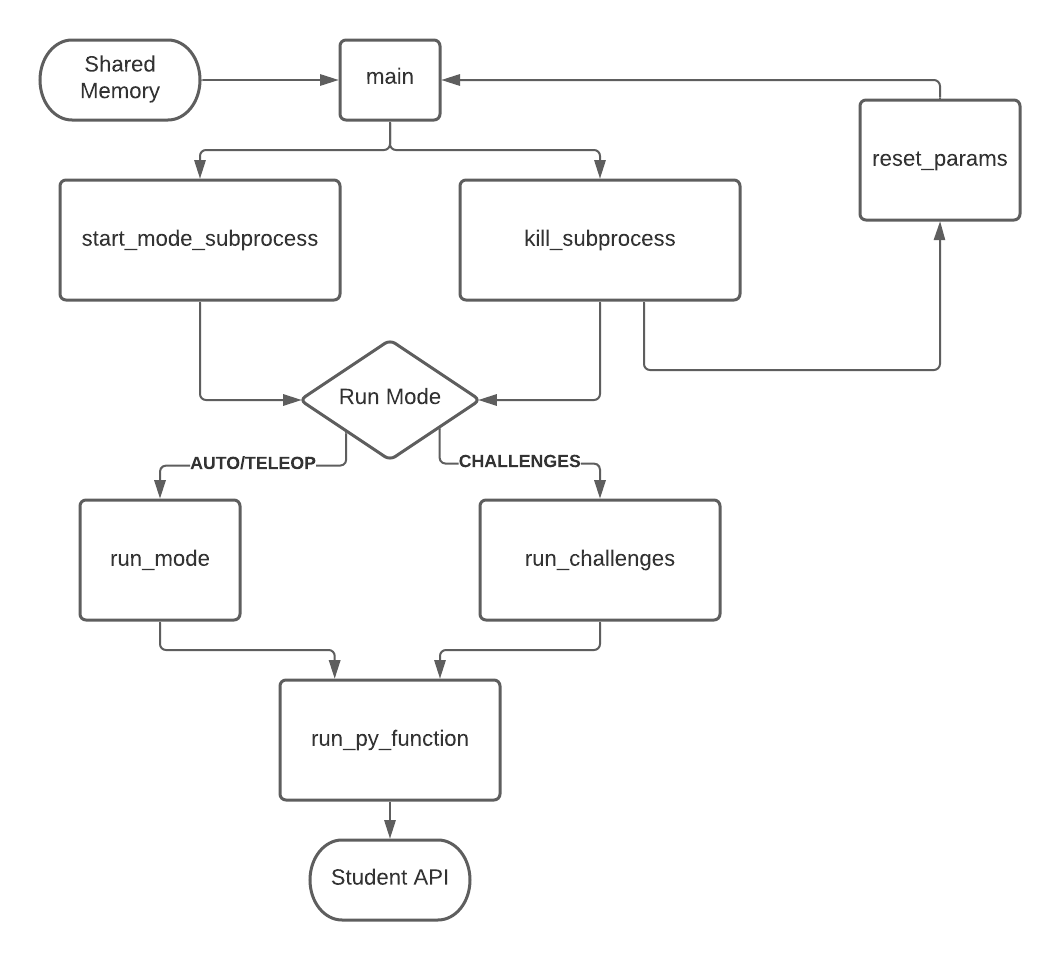 Shared
Memory
main
reset_params
start_mode_subprocess
kill_subprocess
Run Mode
AUTO/TELEOP
CHALLENGES
run_mode
run_challenges
run_py_function
Student API